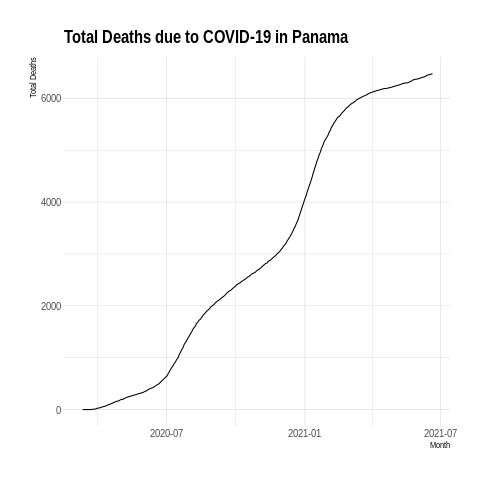 Total Deaths due to COVID-19 in Panama
Total Deaths
6000
4000
2000
0
2020-07
2021-01
2021-07
Month